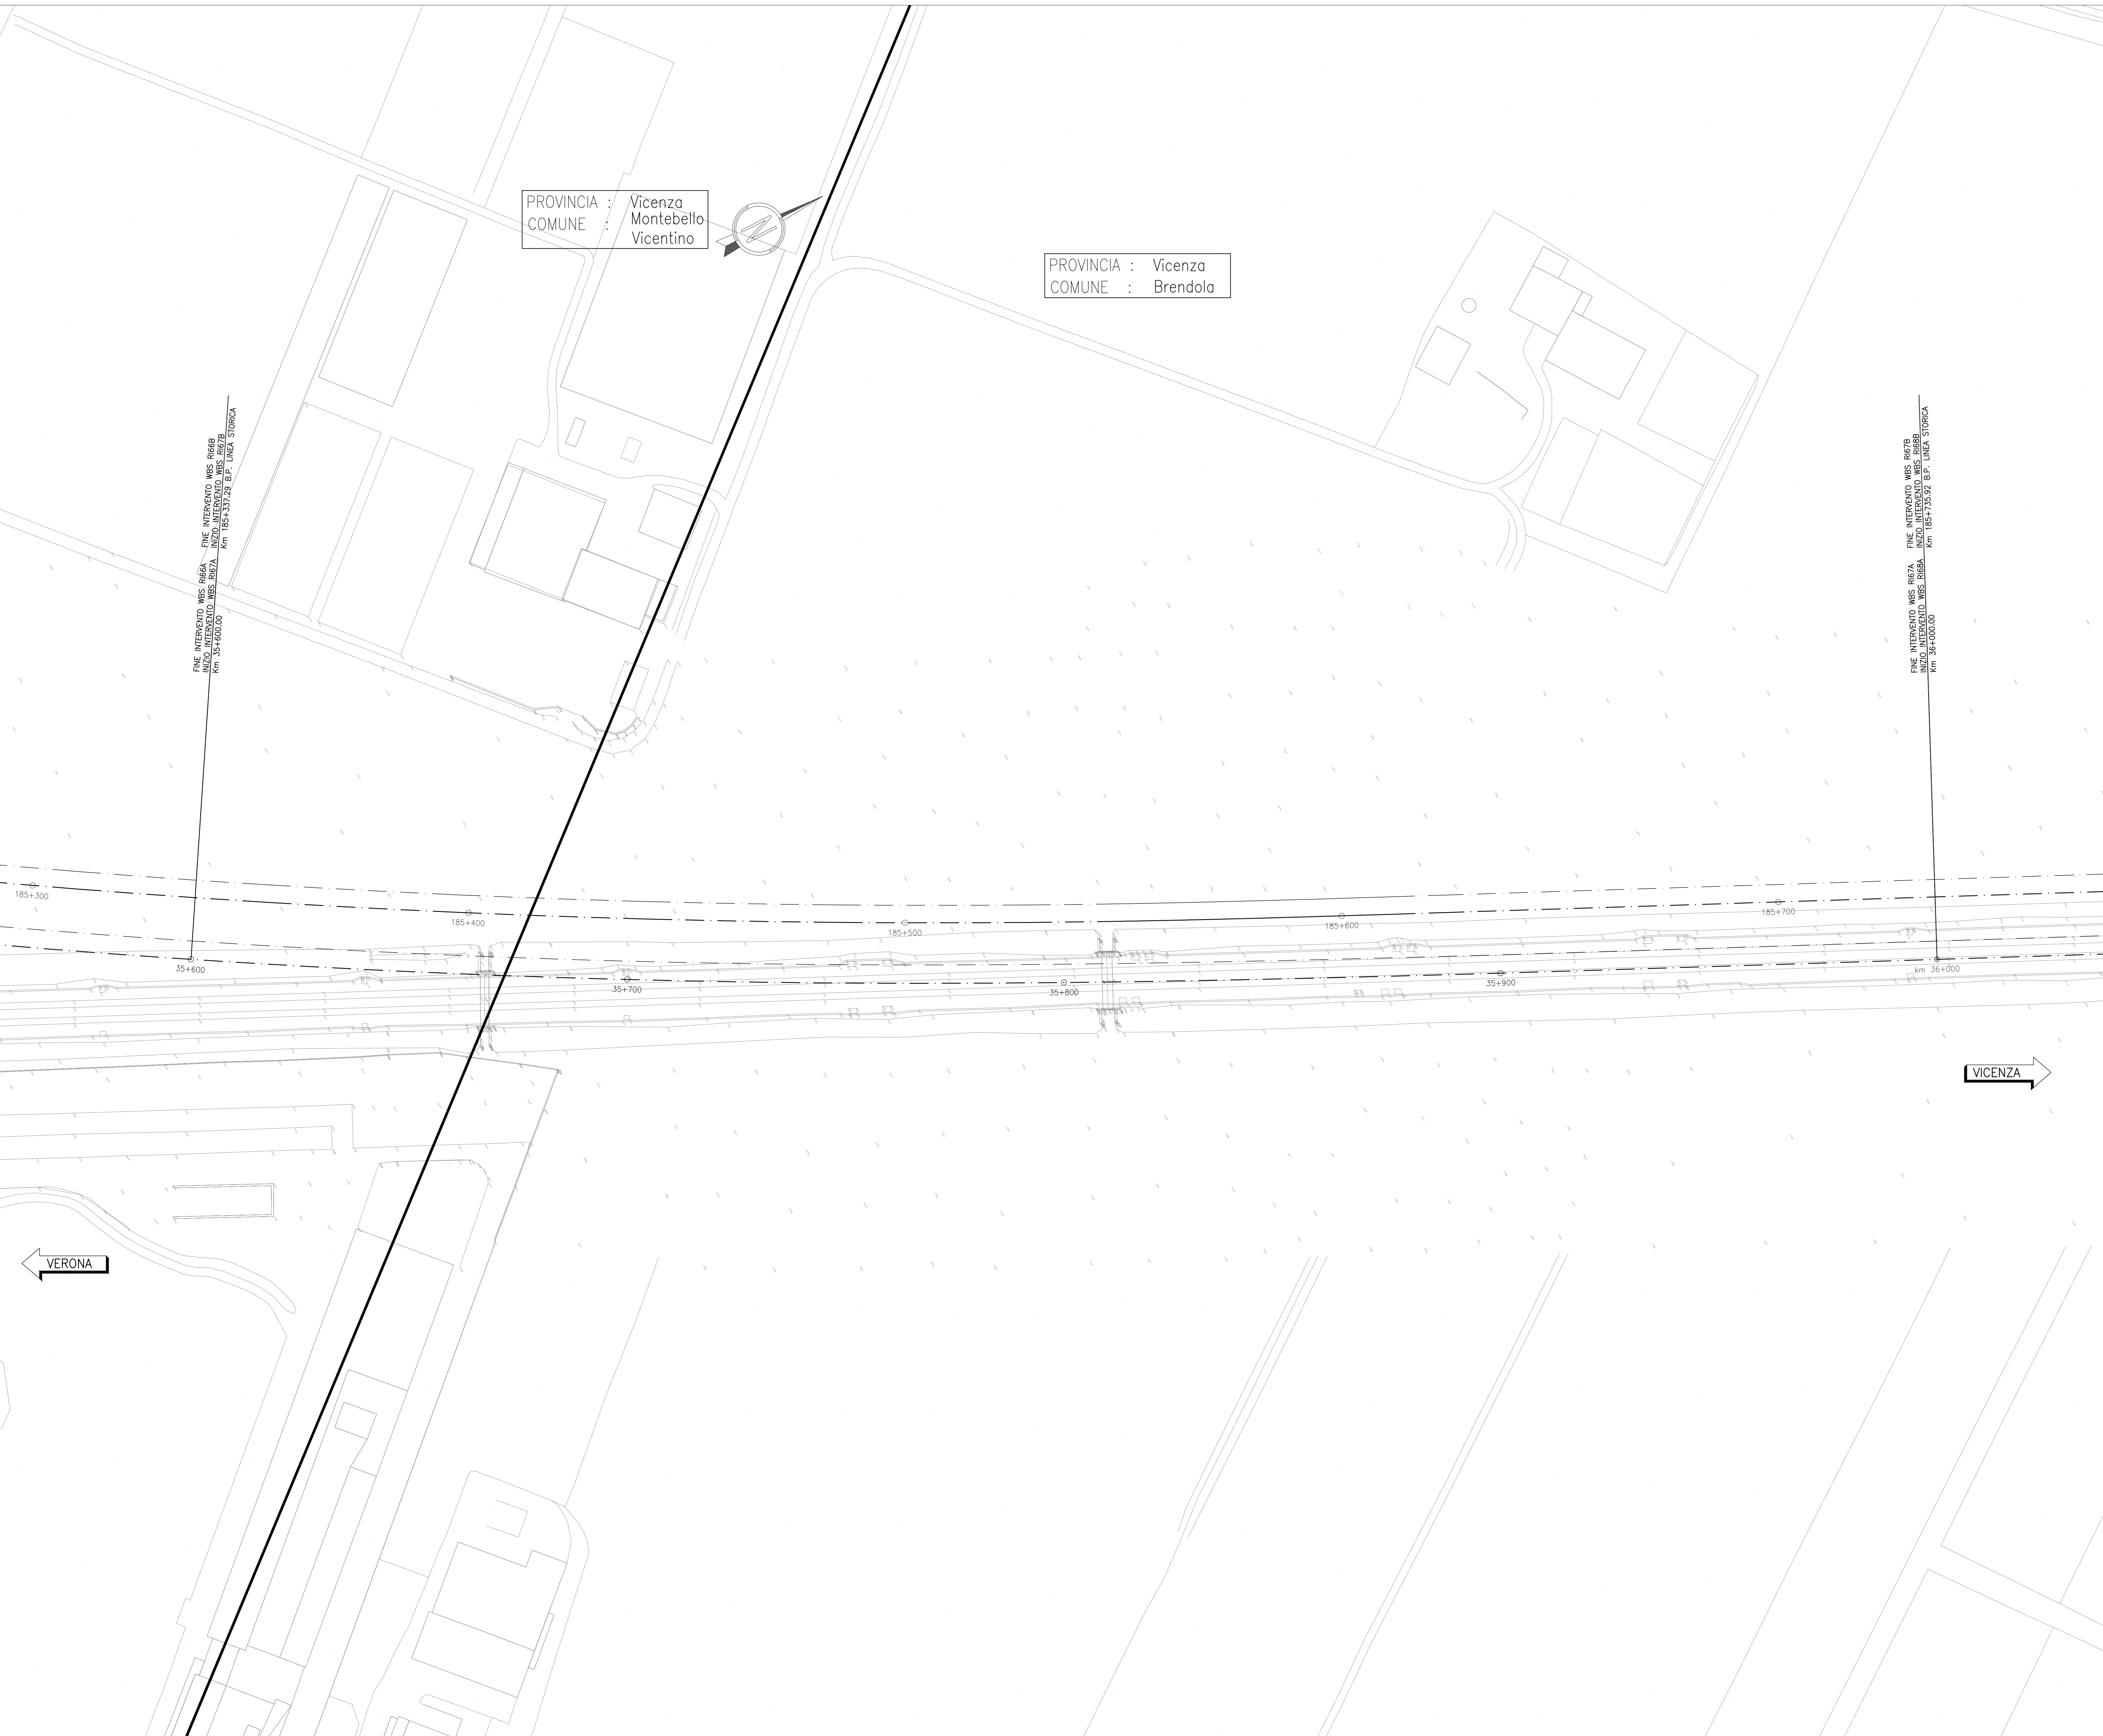 PROVINCIA : Vicenza
COMUNE : Montebello
Vicentino
N
PROVINCIA : Vicenza
COMUNE : Brendola
FINE INTERVENTO WBS RI66A FINE INTERVENTO WBS RI66B
INIZIO INTERVENTO WBS RI67A INIZIO INTERVENTO WBS RI67B
Km 35+600.00 Km 185+337.29 B.P. LINEA STORICA
FINE INTERVENTO WBS RI67A FINE INTERVENTO WBS RI67B
INIZIO INTERVENTO WBS RI68A INIZIO INTERVENTO WBS RI68B
Km 36+000.00 Km 185+735.92 B.P. LINEA STORICA
185+300
185+400
185+500
185+600
185+700
35+600
35+700
35+800
35+900
km 36+000
VICENZA
VERONA